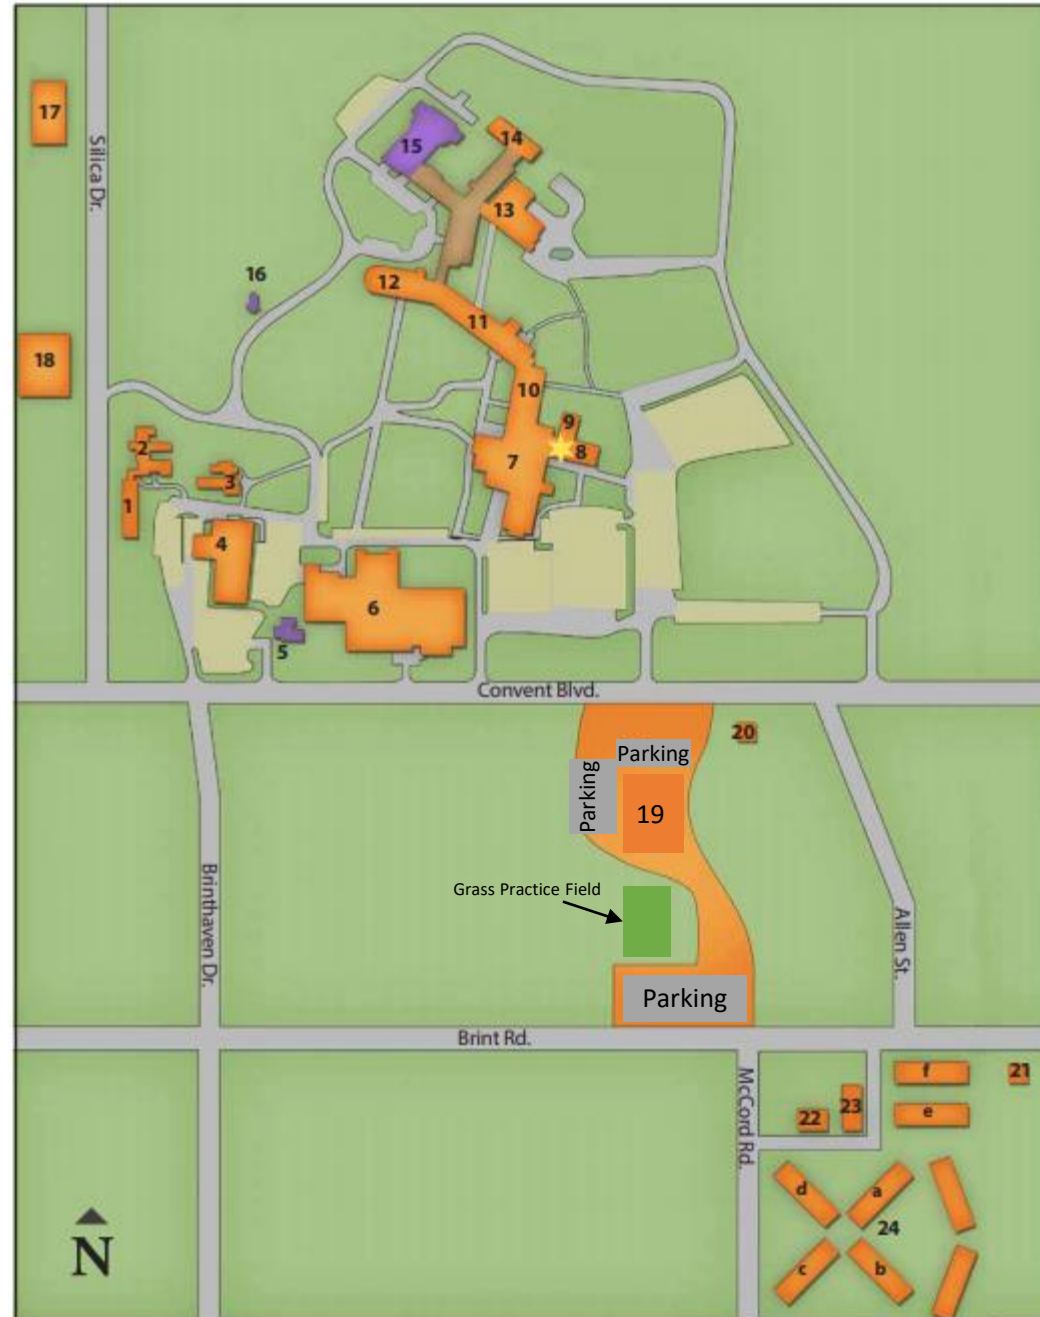 17
Silica Dr.
15
14
13
16
12
11
18
10
9
8
7
2
3
1
4
6
5
Convent Blvd.
20
Parking
Parking
19
Grass Practice Field
Brinthaven Dr.
Allen St.
Parking
Brint Rd.
McCord Rd.
f
21
e
23
22
d
a
24
c
b
N